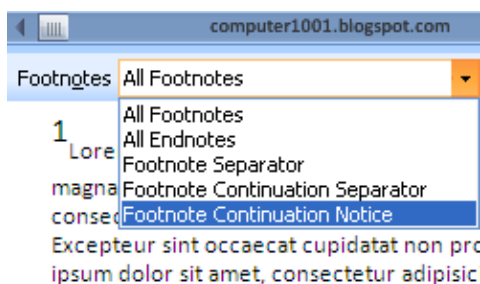 computer1001.blogspot.com
Footnotes All Footnotes
All Footnotes
All Endnotes
Footnote Separator
Footnote Continuation Separator
Footnote Continuation Notice
1
Lore
magna
consec
Excepteur sint occaecat cupidatat non pro
ipsum dolor sit amet, consectetur adipisic